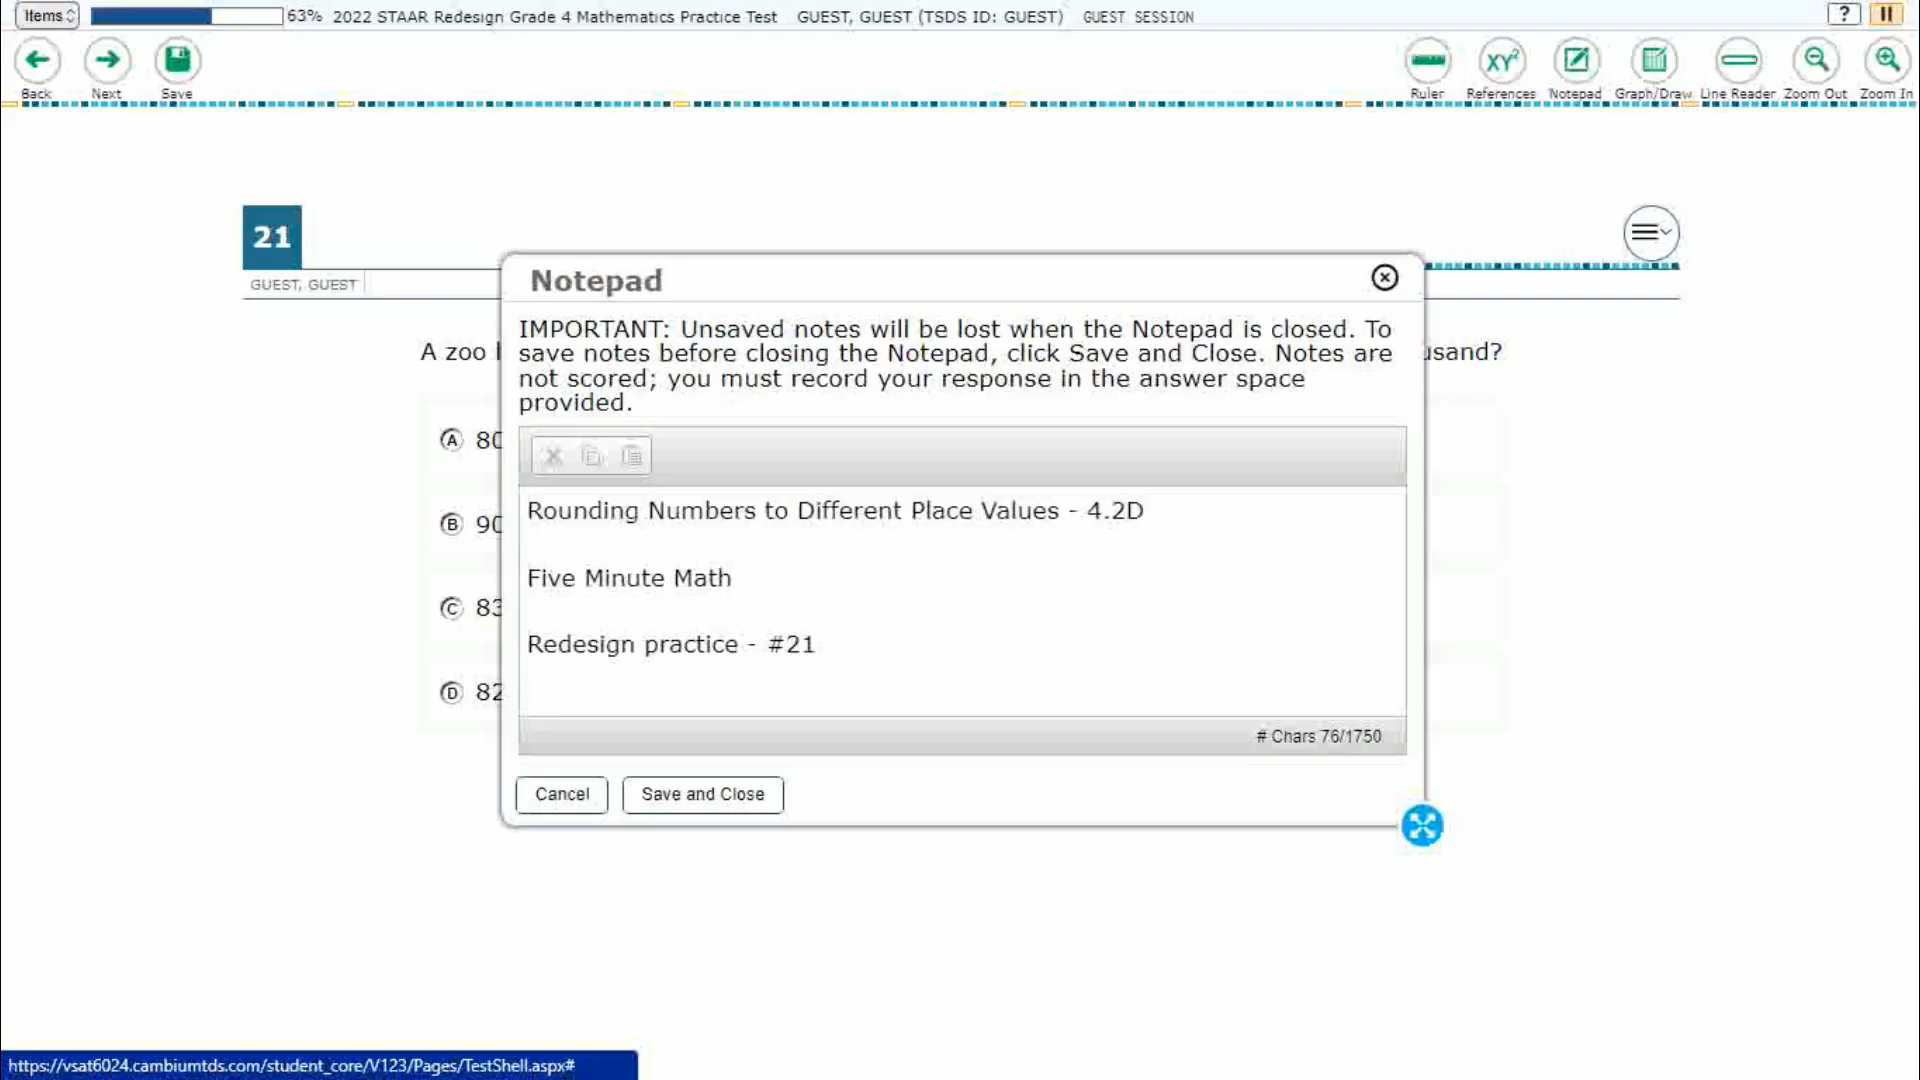 Items 63% 2022 STAAR Redesign Grade 4 Mathematics Practice Test GUEST, GUEST (TSDS ID: GUEST) GUEST SESSION ?
Back Next Save Ruler References Notepad Graph/Draw Line Reader Zoom Out Zoom In
XY²
21
GUEST, GUEST
Notepad
IMPORTANT: Unsaved notes will be lost when the Notepad is closed. To
save notes before closing the Notepad, click Save and Close. Notes are
not scored; you must record your response in the answer space
provided.
A zoo
A 80
B 90
C 83
D 82
Rounding Numbers to Different Place Values - 4.2D
Five Minute Math
Redesign practice - #21
# Chars 76/1750
Cancel Save and Close
https://vsat6024.cambiumtds.com/student_core/V123/Pages/TestShell.aspx#